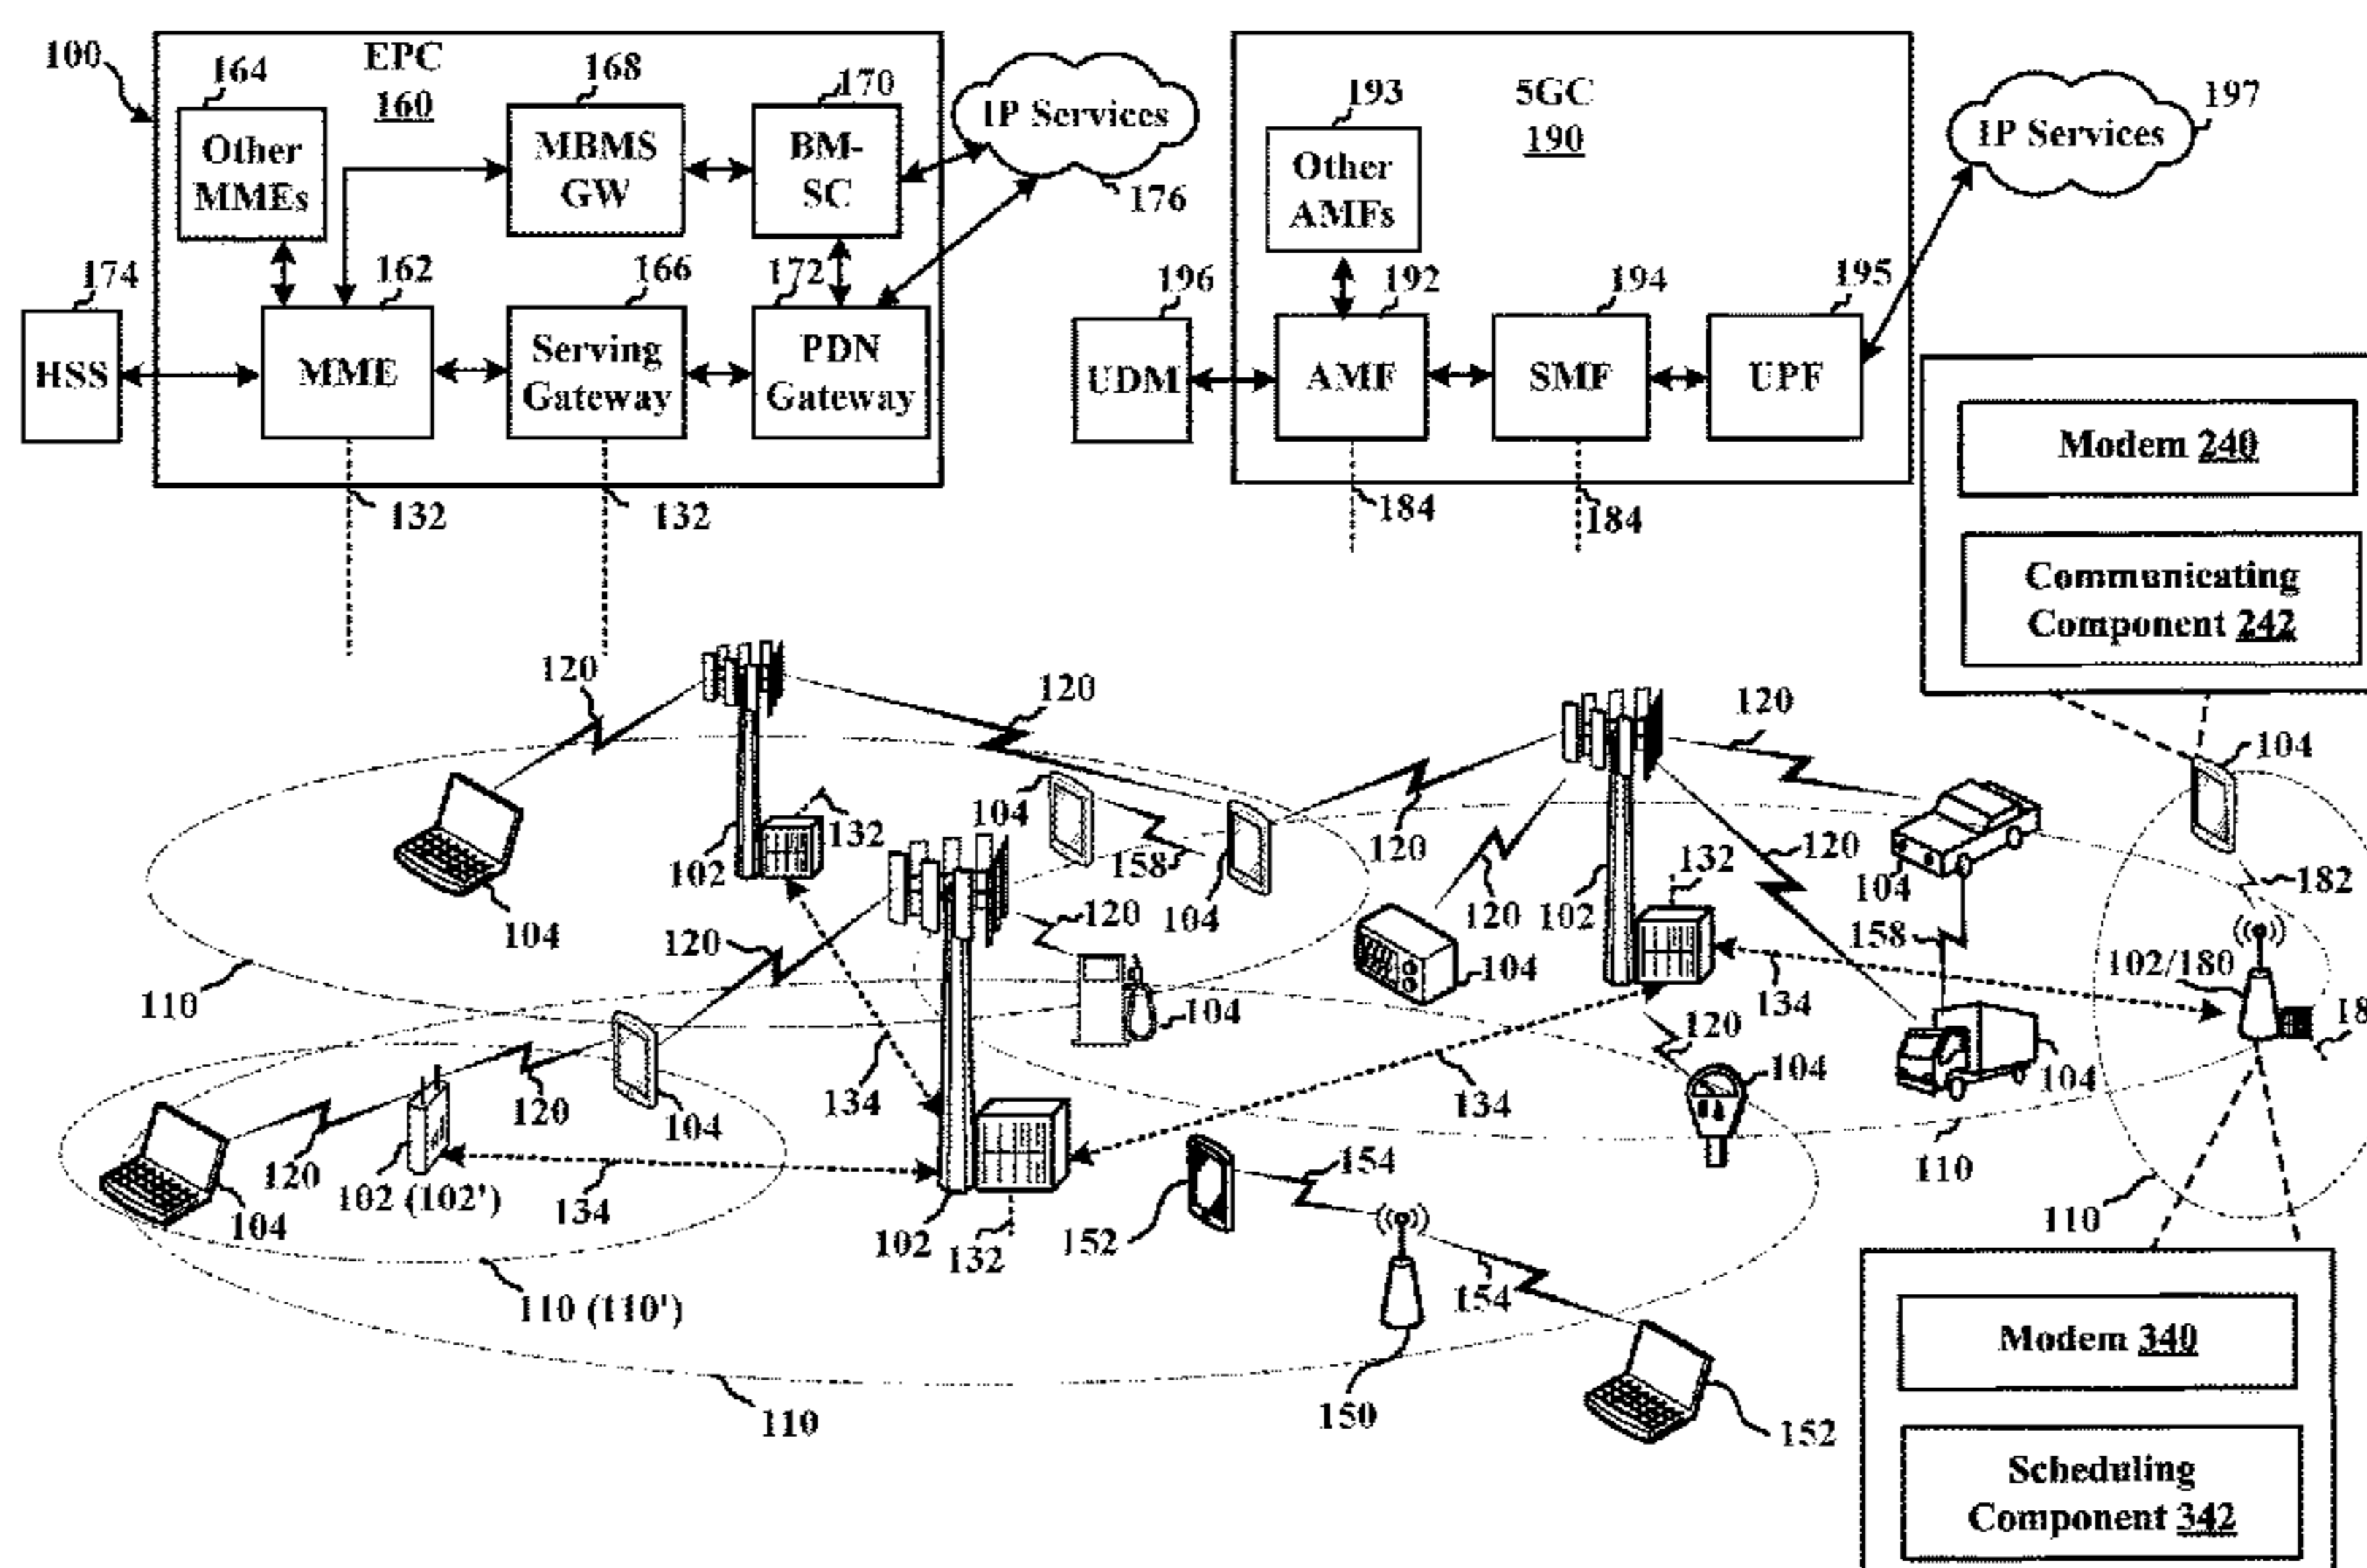 100
EPC
160
164
Other
MMEs
168
MBMS
GW
170
BM-
SC
IP Services
176
174
HSS
162
MME
166
Serving
Gateway
172
PDN
Gateway
132
132
5GC
190
193
Other
AMFs
IP Services
197
196
UDM
192
AMF
194
SMF
195
UPF
184
184
Modem 240
Communicating
Component 242
120
120
120
104
104
104
132
102
158
104
120
120
120
102
132
104
182
104
120
120
104
158
102/180
110
104
134
120
104
134
120
104
134
104
110
120
102 (102')
134
104
102
132
152
154
110
110
110 (110')
154
150
152
110
Modem 340
Scheduling
Component 342